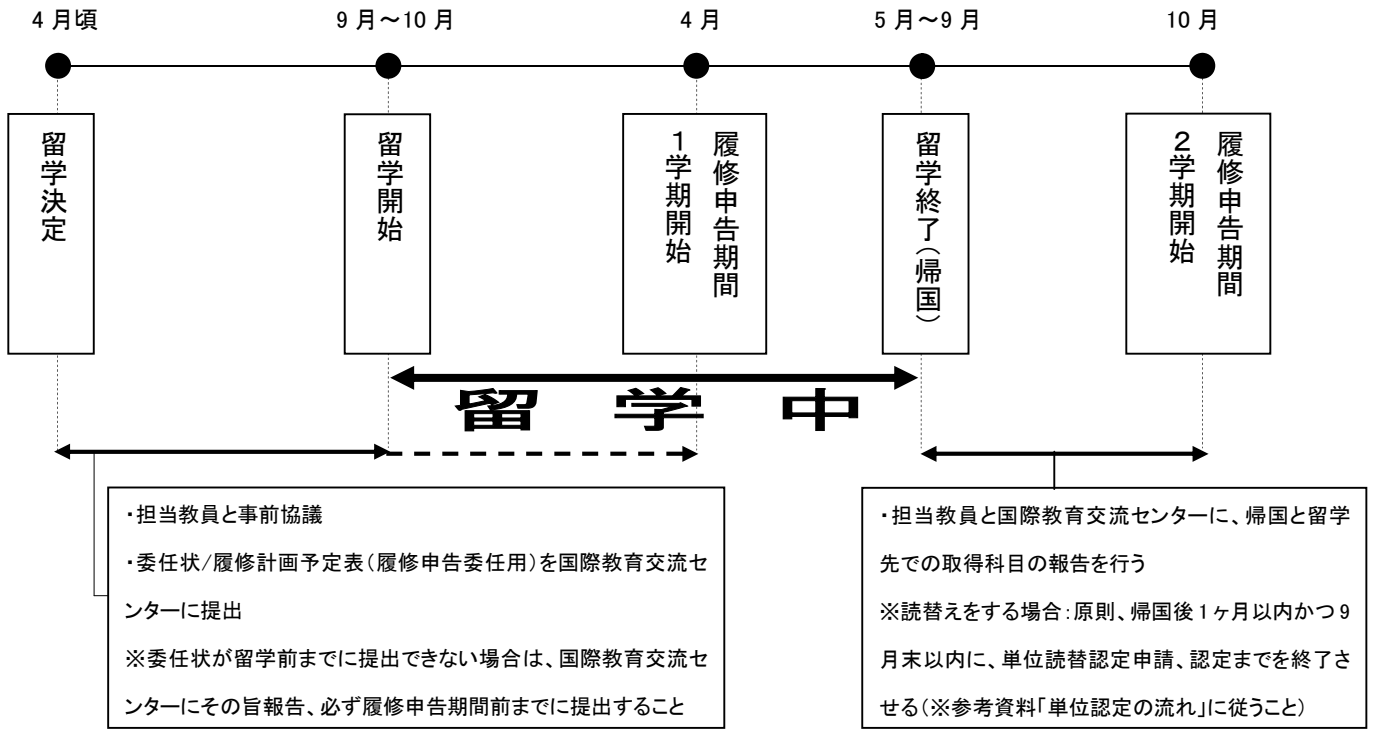 4月頃
9月～10月
4月
5月～9月
10月
留学決定
留学開始
履修申告期間
1学期開始
留学終了（帰国）
履修申告期間
2学期開始
留学中
・担当教員と事前協議
・委任状/履修計画予定表（履修申告委任用）を国際教育交流セ
ンターに提出
※委任状が留学前までに提出できない場合は、国際教育交流セ
ンターにその旨報告、必ず履修申告期間前までに提出すること
・担当教員と国際教育交流センターに、帰国と留学
先での取得科目の報告を行う
※読替えをする場合：原則、帰国後1ヶ月以内かつ9
月末以内に、単位読替認定申請、認定までを終了さ
せる（※参考資料「単位認定の流れ」に従うこと）